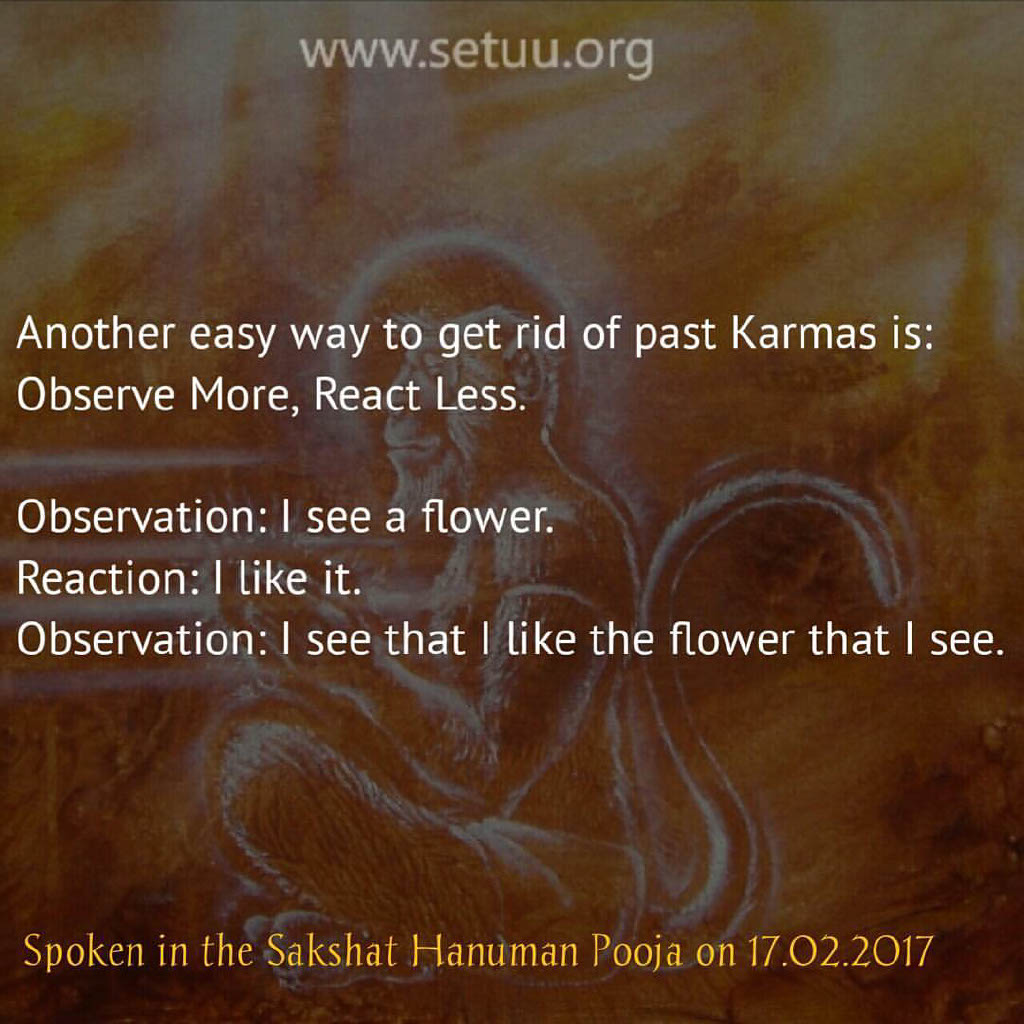 www.setuu.org
Another easy way to get rid of past Karmas is:
Observe More, React Less.
Observation: I see a flower.
Reaction: I like it.
Observation: I see that I like the flower that I see.
Spoken in the Sakshat Hanuman Pooja on 17.02.2017